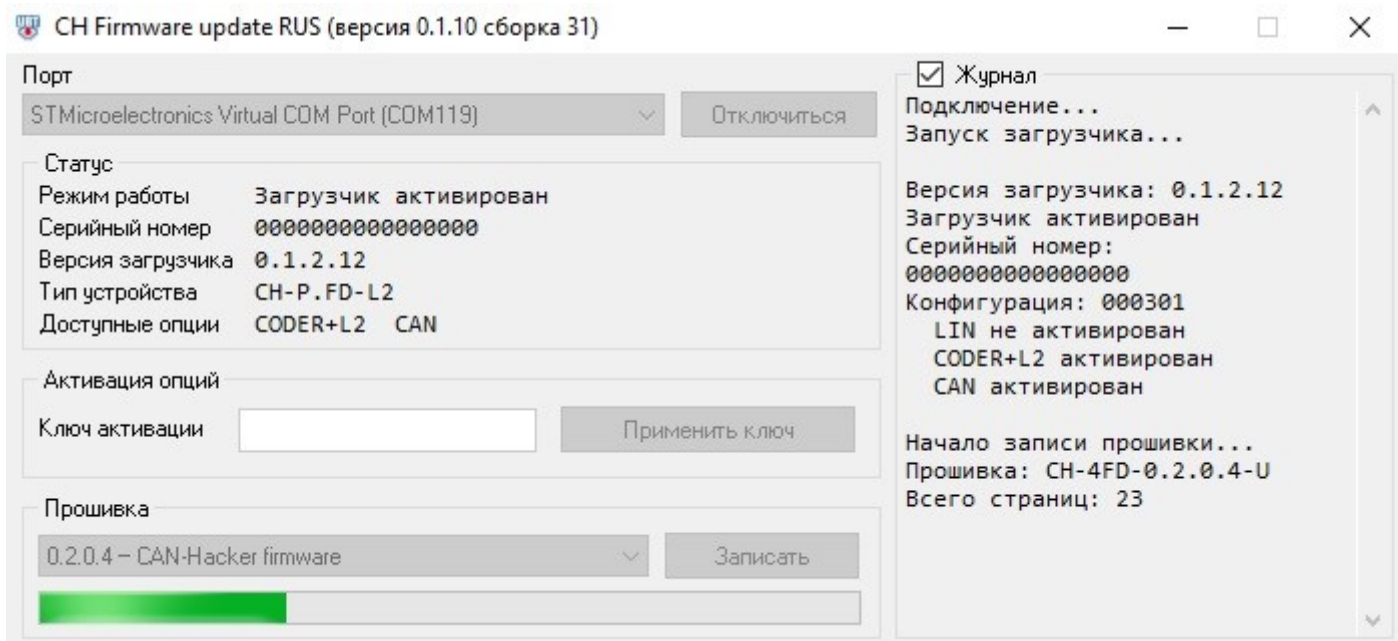 CH Firmware update RUS (версия 0.1.10 сборка 31)
Порт
STMicroelectronics Virtual COM Port (COM119)
Отключиться
Статус
Режим работы Загрузчик активирован
Серийный номер 0000000000000000
Версия загрузчика 0.1.2.12
Тип устройства CH-P.FD-L2
Доступные опции CODER+L2 CAN
Активация опций
Ключ активации
Применить ключ
Прошивка
0.2.0.4 – CAN-Hacker firmware
Записать
Журнал
Подключение...
Запуск загрузчика...
Версия загрузчика: 0.1.2.12
Загрузчик активирован
Серийный номер:
0000000000000000
Конфигурация: 000301
LIN не активирован
CODER+L2 активирован
CAN активирован
Начало записи прошивки...
Прошивка: CH-4FD-0.2.0.4-U
Всего страниц: 23